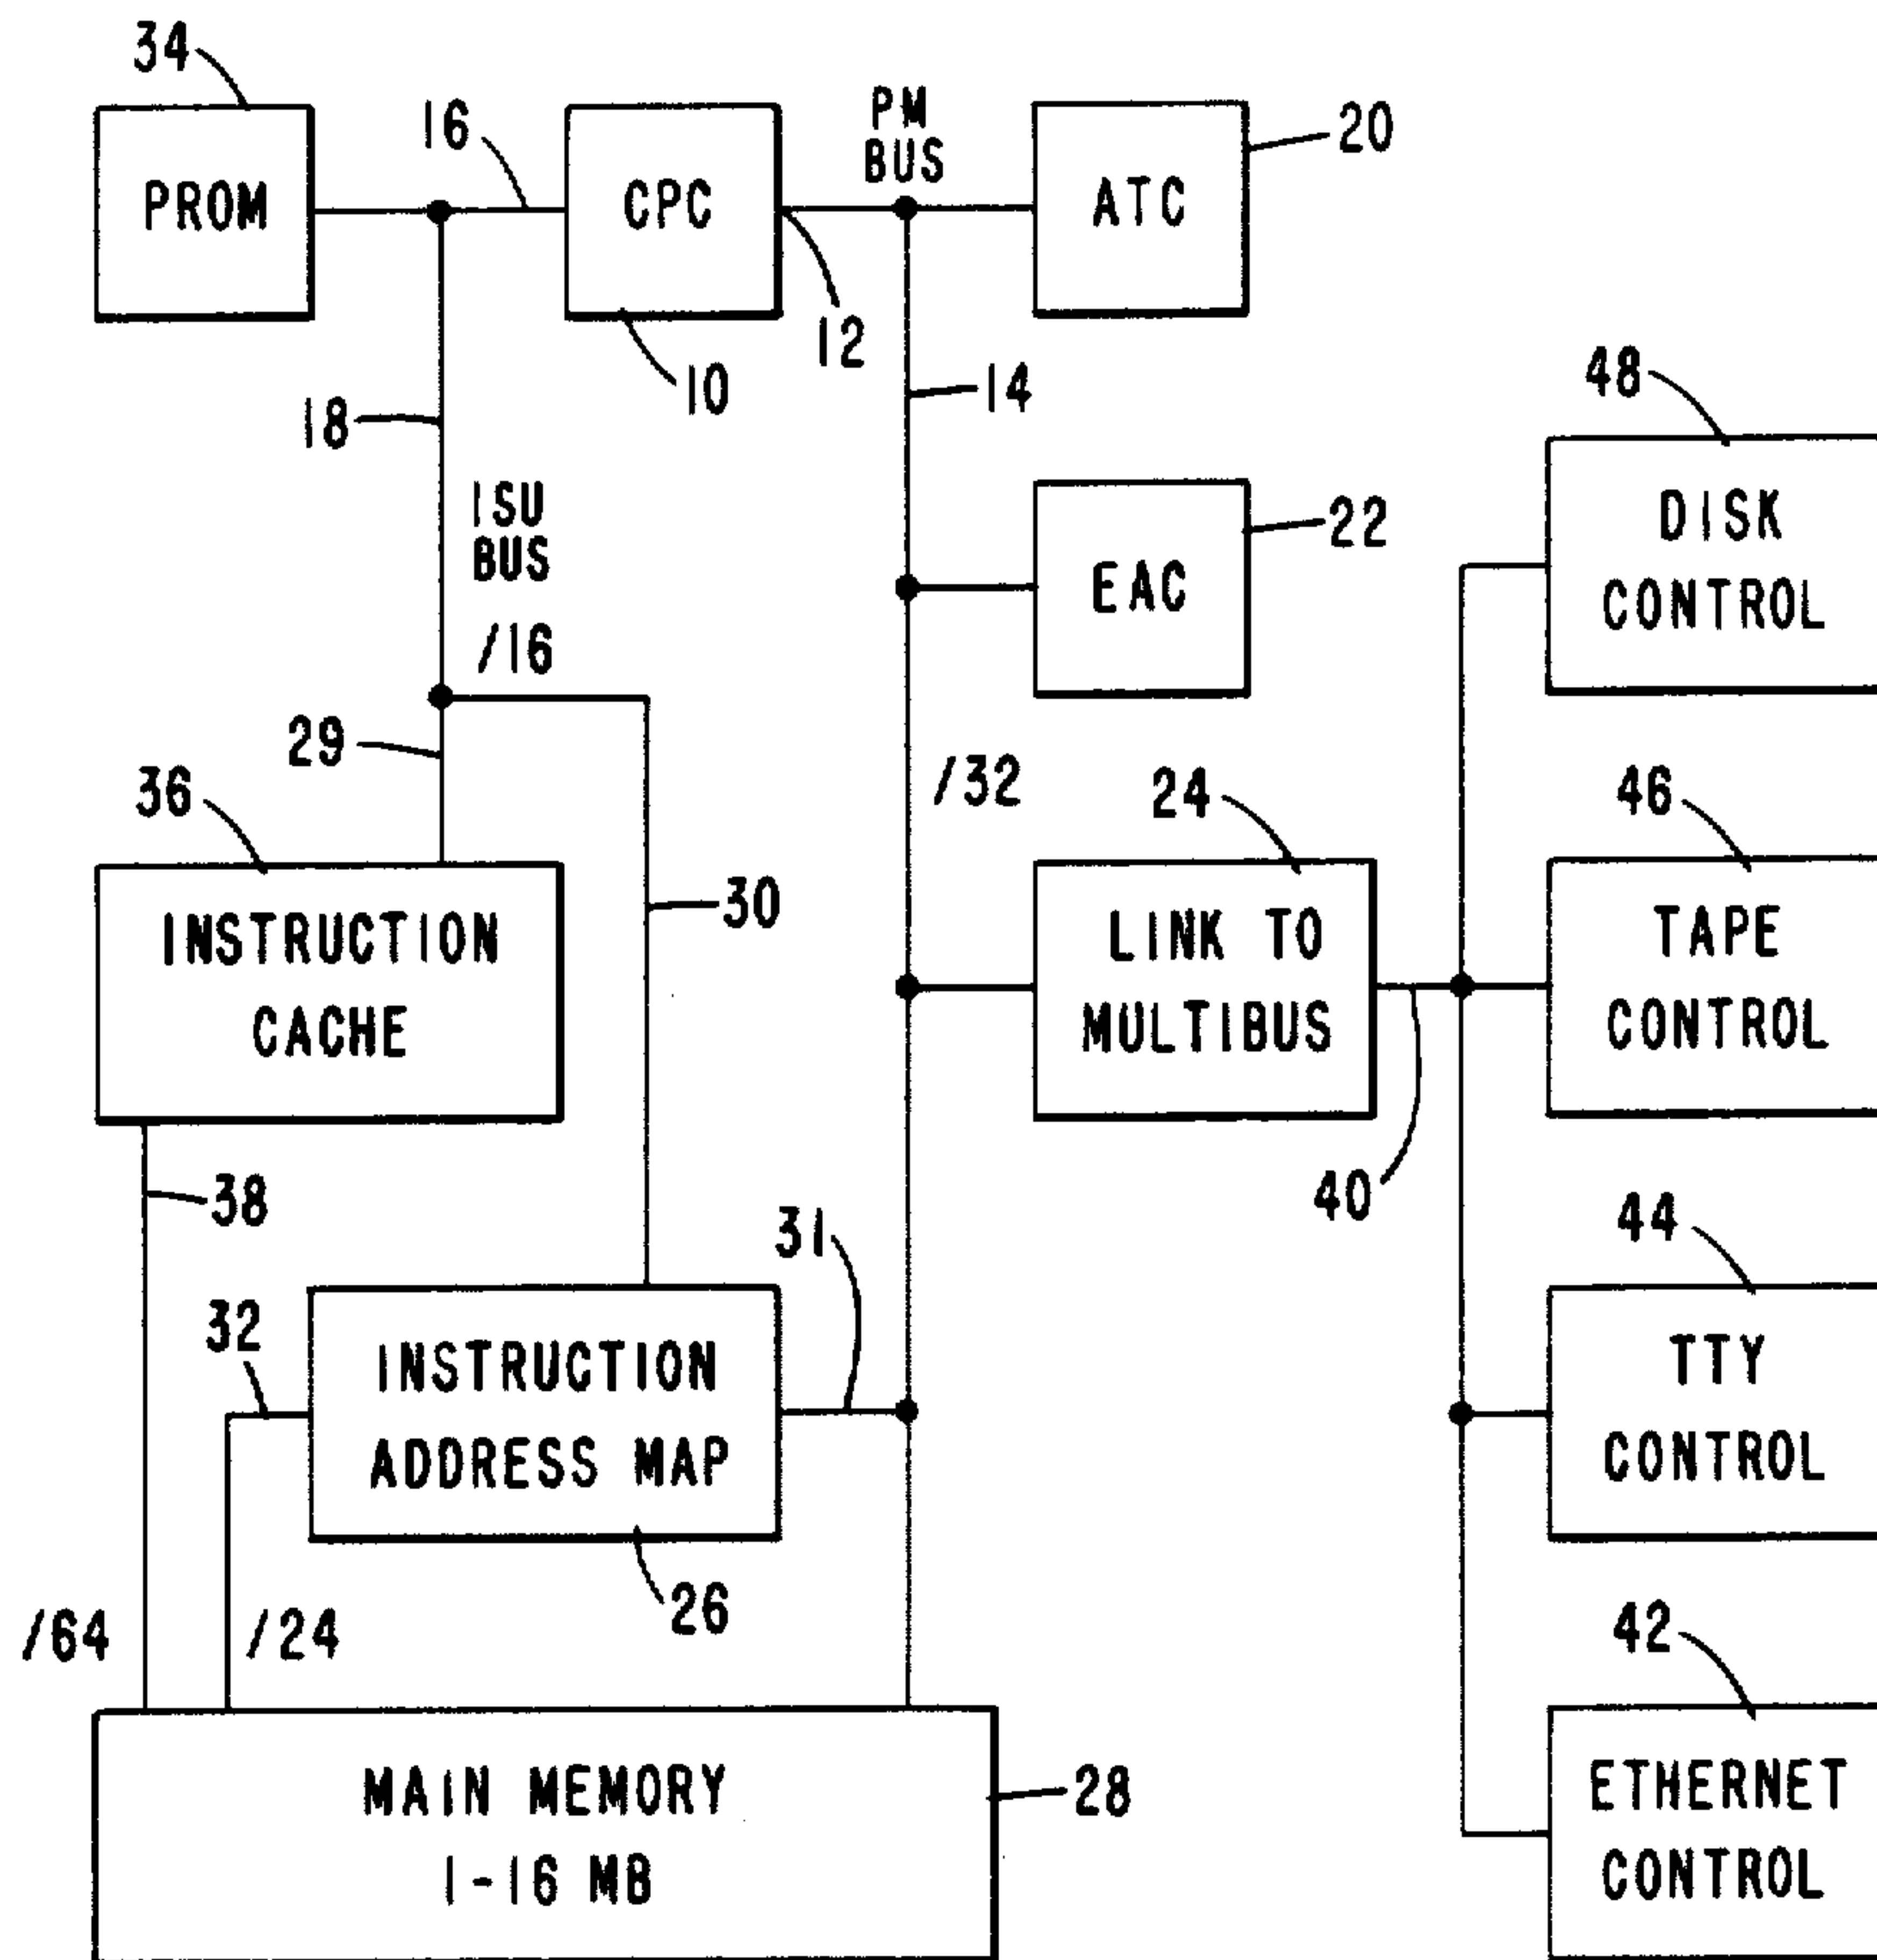 34
PROM
16
CPC
PM
BUS
ATC
20
12
10
14
18
ISU
BUS
/16
EAC
22
48
DISK
CONTROL
29
36
/32
24
46
INSTRUCTION
CACHE
30
LINK TO
MULTIBUS
TAPE
CONTROL
38
40
31
44
32
INSTRUCTION
ADDRESS MAP
TTY
CONTROL
26
/64
/24
42
MAIN MEMORY
1-16 MB
28
ETHERNET
CONTROL